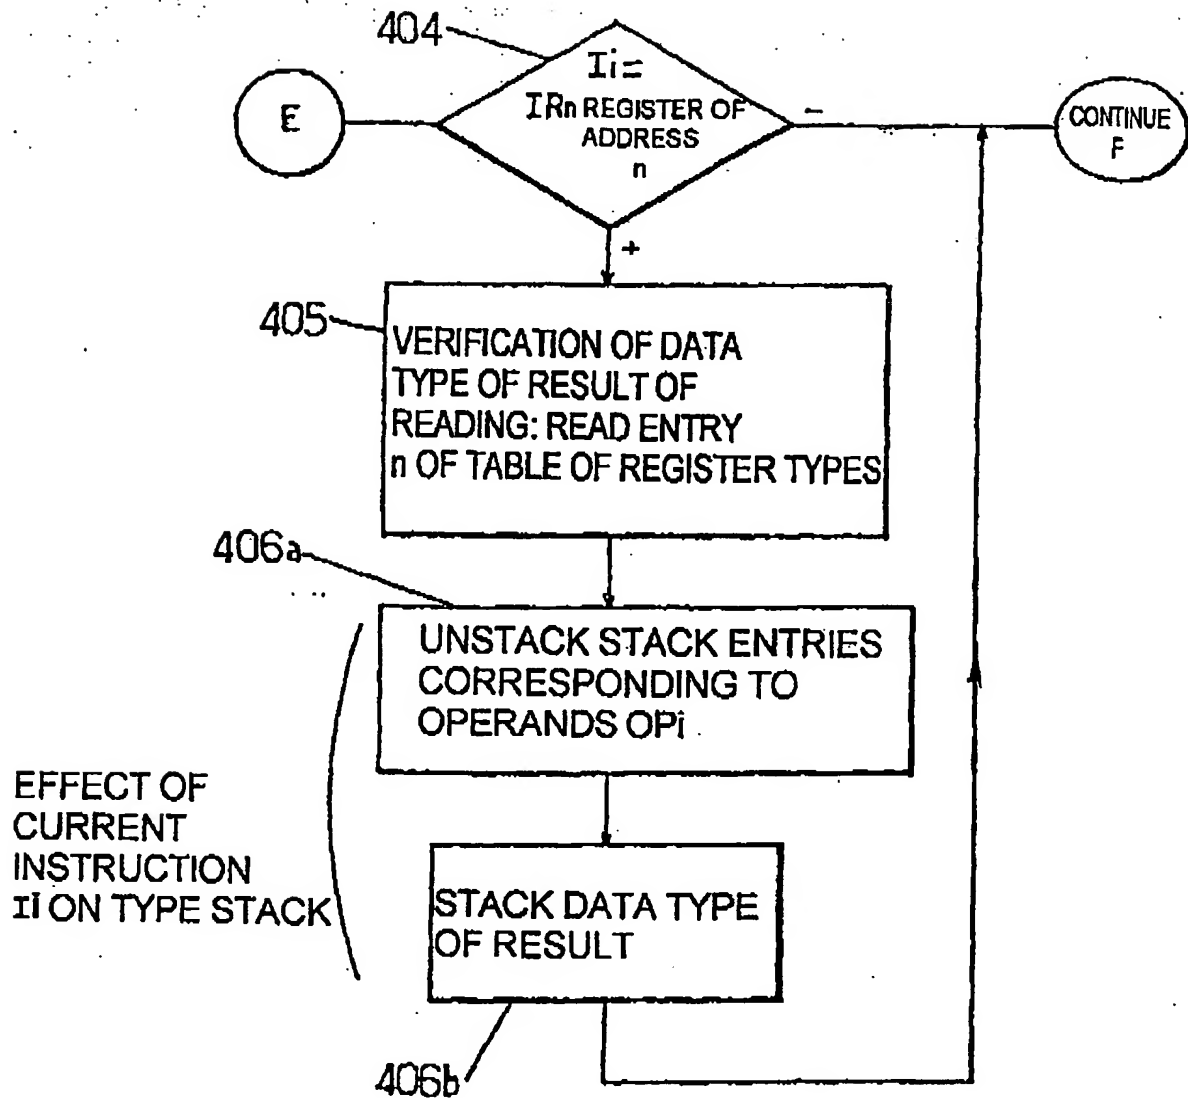 404
E
Ii=
IRn REGISTER OF
ADDRESS
n
-
CONTINUE
F
+
405
VERIFICATION OF DATA
TYPE OF RESULT OF
READING: READ ENTRY
n OF TABLE OF REGISTER TYPES
406a
UNSTACK STACK ENTRIES
CORRESPONDING TO
OPERANDS OPi
EFFECT OF
CURRENT
INSTRUCTION
Ii ON TYPE STACK
STACK DATA TYPE
OF RESULT
406b